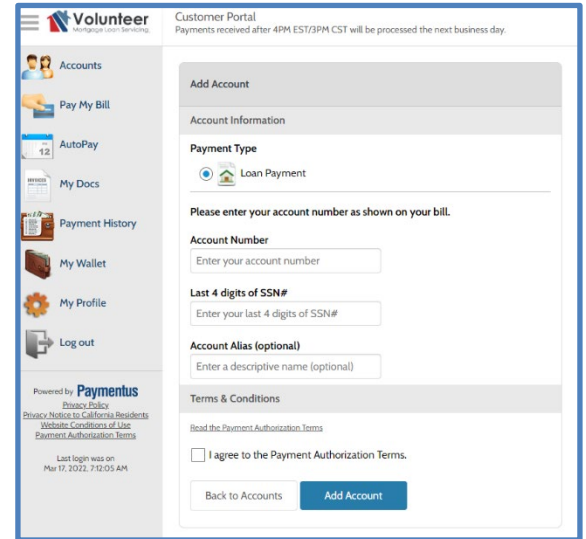 Volunteer
Mortgage Loan Servicing
Customer Portal
Payments received after 4PM EST/3PM CST will be processed the next business day.
Accounts
Pay My Bill
12
AutoPay
INVOICE
My Docs
Payment History
My Wallet
My Profile
Log out
Powered by Paymentus
Privacy Policy
Privacy Notice to California Residents
Website Conditions of Use
Payment Authorization Terms
Last login was on
Mar 17, 2022, 7:12:05 AM
Add Account
Account Information
Payment Type
Loan Payment
Please enter your account number as shown on your bill.
Account Number
Enter your account number
Last 4 digits of SSN#
Enter your last 4 digits of SSN#
Account Alias (optional)
Enter a descriptive name (optional)
Terms & Conditions
Read the Payment Authorization Terms
I agree to the Payment Authorization Terms.
Back to Accounts
Add Account